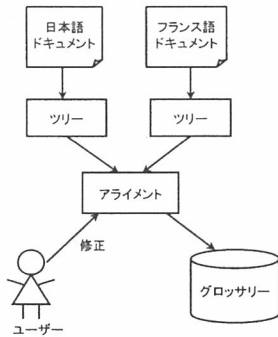 日本語
ドキュメント
フランス語
ドキュメント
ツリー
ツリー
アライメント
修正
グロッサリー
ユーザー